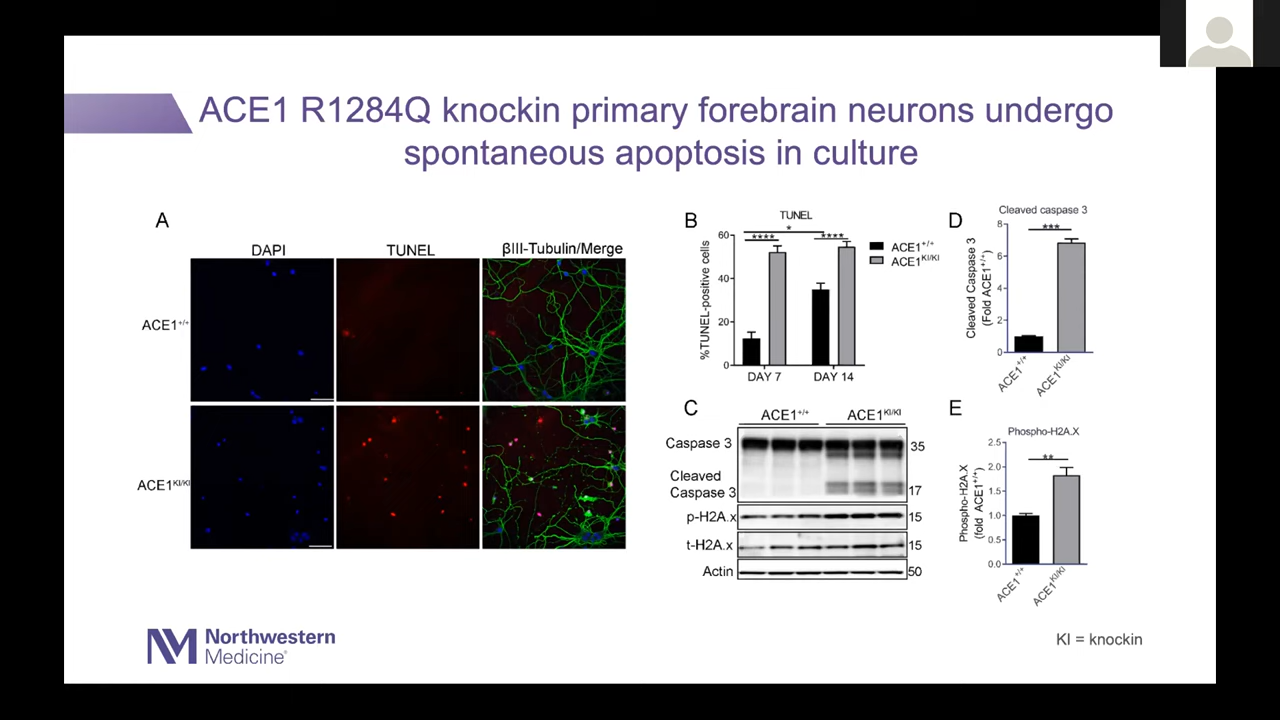 ACE1 R1284Q knockin primary forebrain neurons undergo
spontaneous apoptosis in culture
A
DAPI
TUNEL
βIII-Tubulin/Merge
ACE1+/+
ACE1KI/KI
B
TUNEL
%TUNEL-positive cells
60
40
20
0
****
*
****
DAY 7
DAY 14
ACE1+/+
ACE1KI/KI
C
ACE1+/+
ACE1KI/KI
Caspase 3
35
Cleaved
Caspase 3
17
p-H2A.x
15
t-H2A.x
15
Actin
50
D
Cleaved caspase 3
Cleaved Caspase 3
(Fold ACE1+/+)
8
6
4
2
0
***
ACE1+/+
ACE1KI/KI
E
Phospho-H2A.X
Phospho-H2A.X
(fold ACE1+/+)
2.5
2.0
1.5
1.0
0.5
0.0
**
ACE1+/+
ACE1KI/KI
NM
Northwestern
Medicine®
KI = knockin